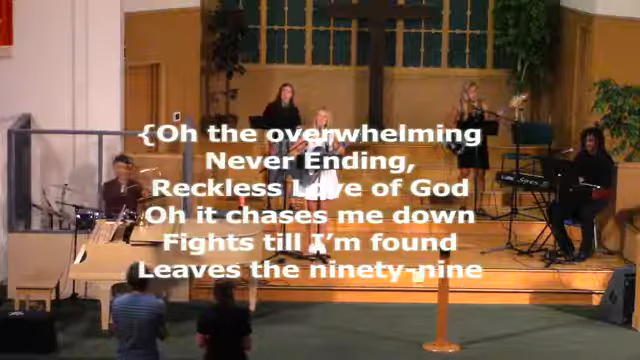 {Oh the overwhelming
Never Ending,
Reckless Love of God
Oh it chases me down
Fights till I'm found
Leaves the ninety-nine